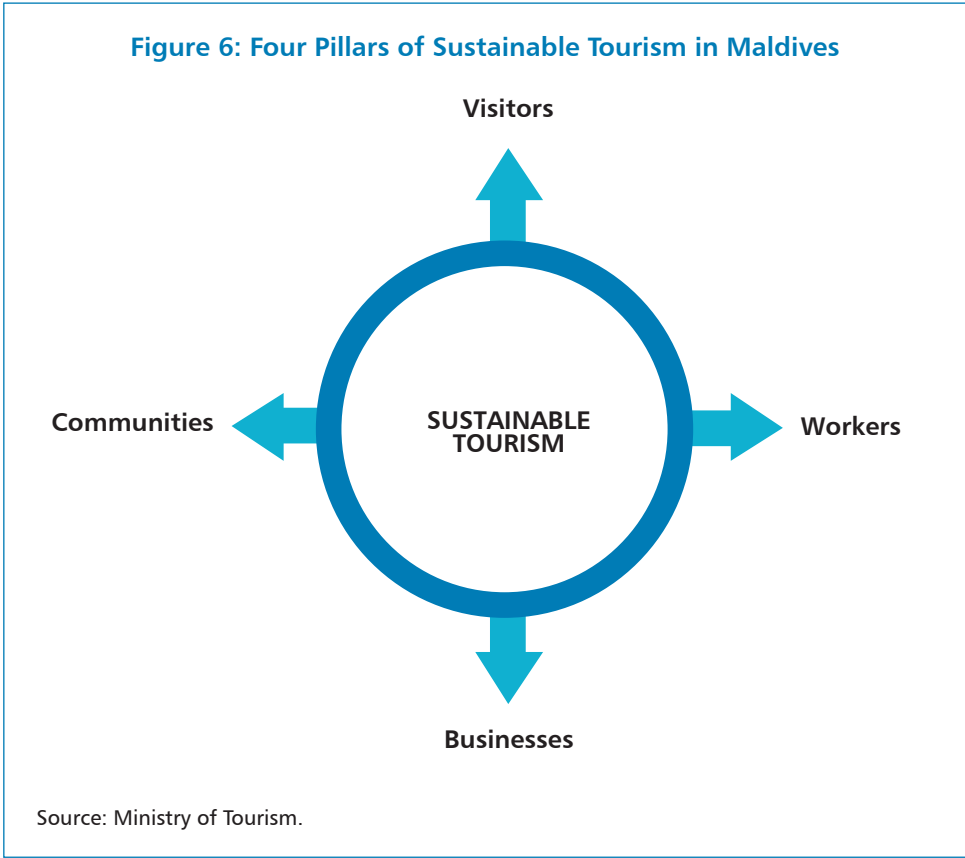 Figure 6: Four Pillars of Sustainable Tourism in Maldives
Visitors
Communities
SUSTAINABLE
TOURISM
Workers
Businesses
Source: Ministry of Tourism.